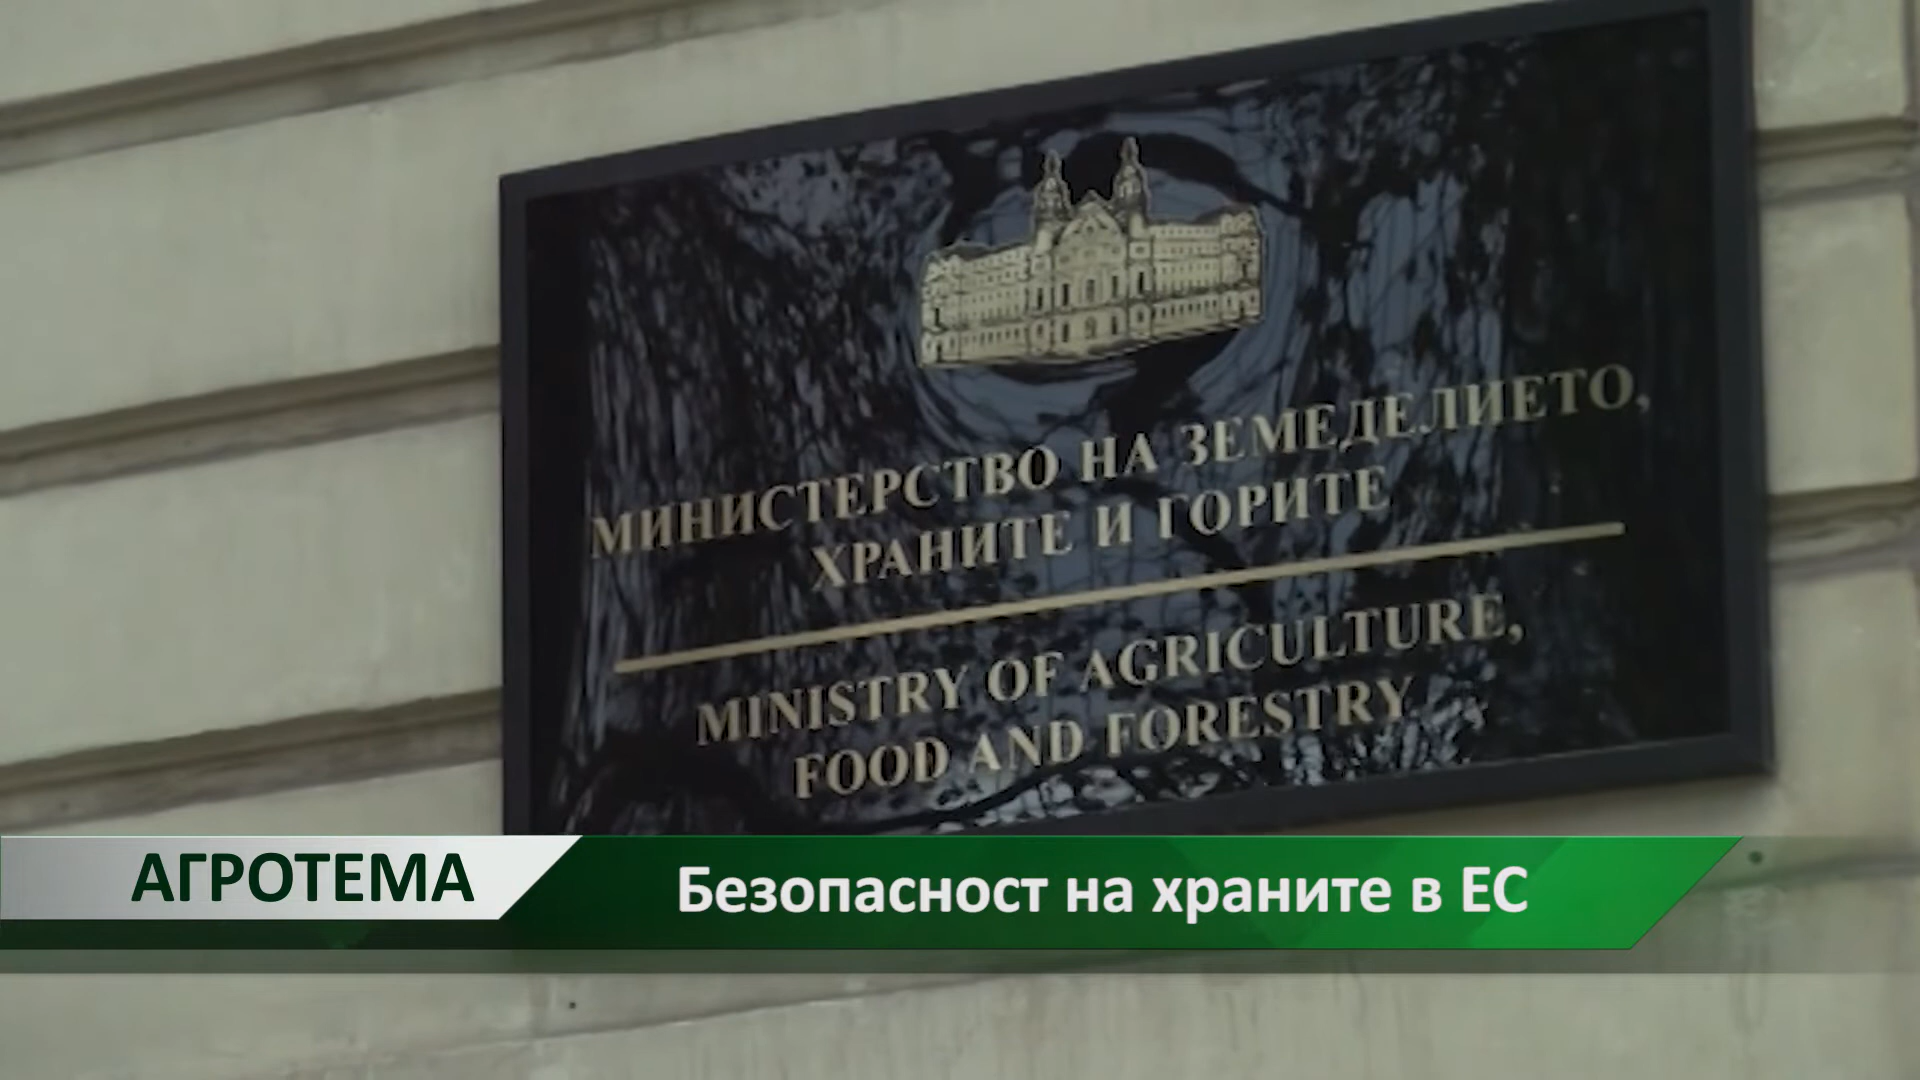 МИНИСТЕРСТВО НА ЗЕМЕДЕЛИЕТО,
ХРАНИТЕ И ГОРИТЕ
MINISTRY OF AGRICULTURE,
FOOD AND FORESTRY
АГРОТЕМА
Безопасност на храните в ЕС